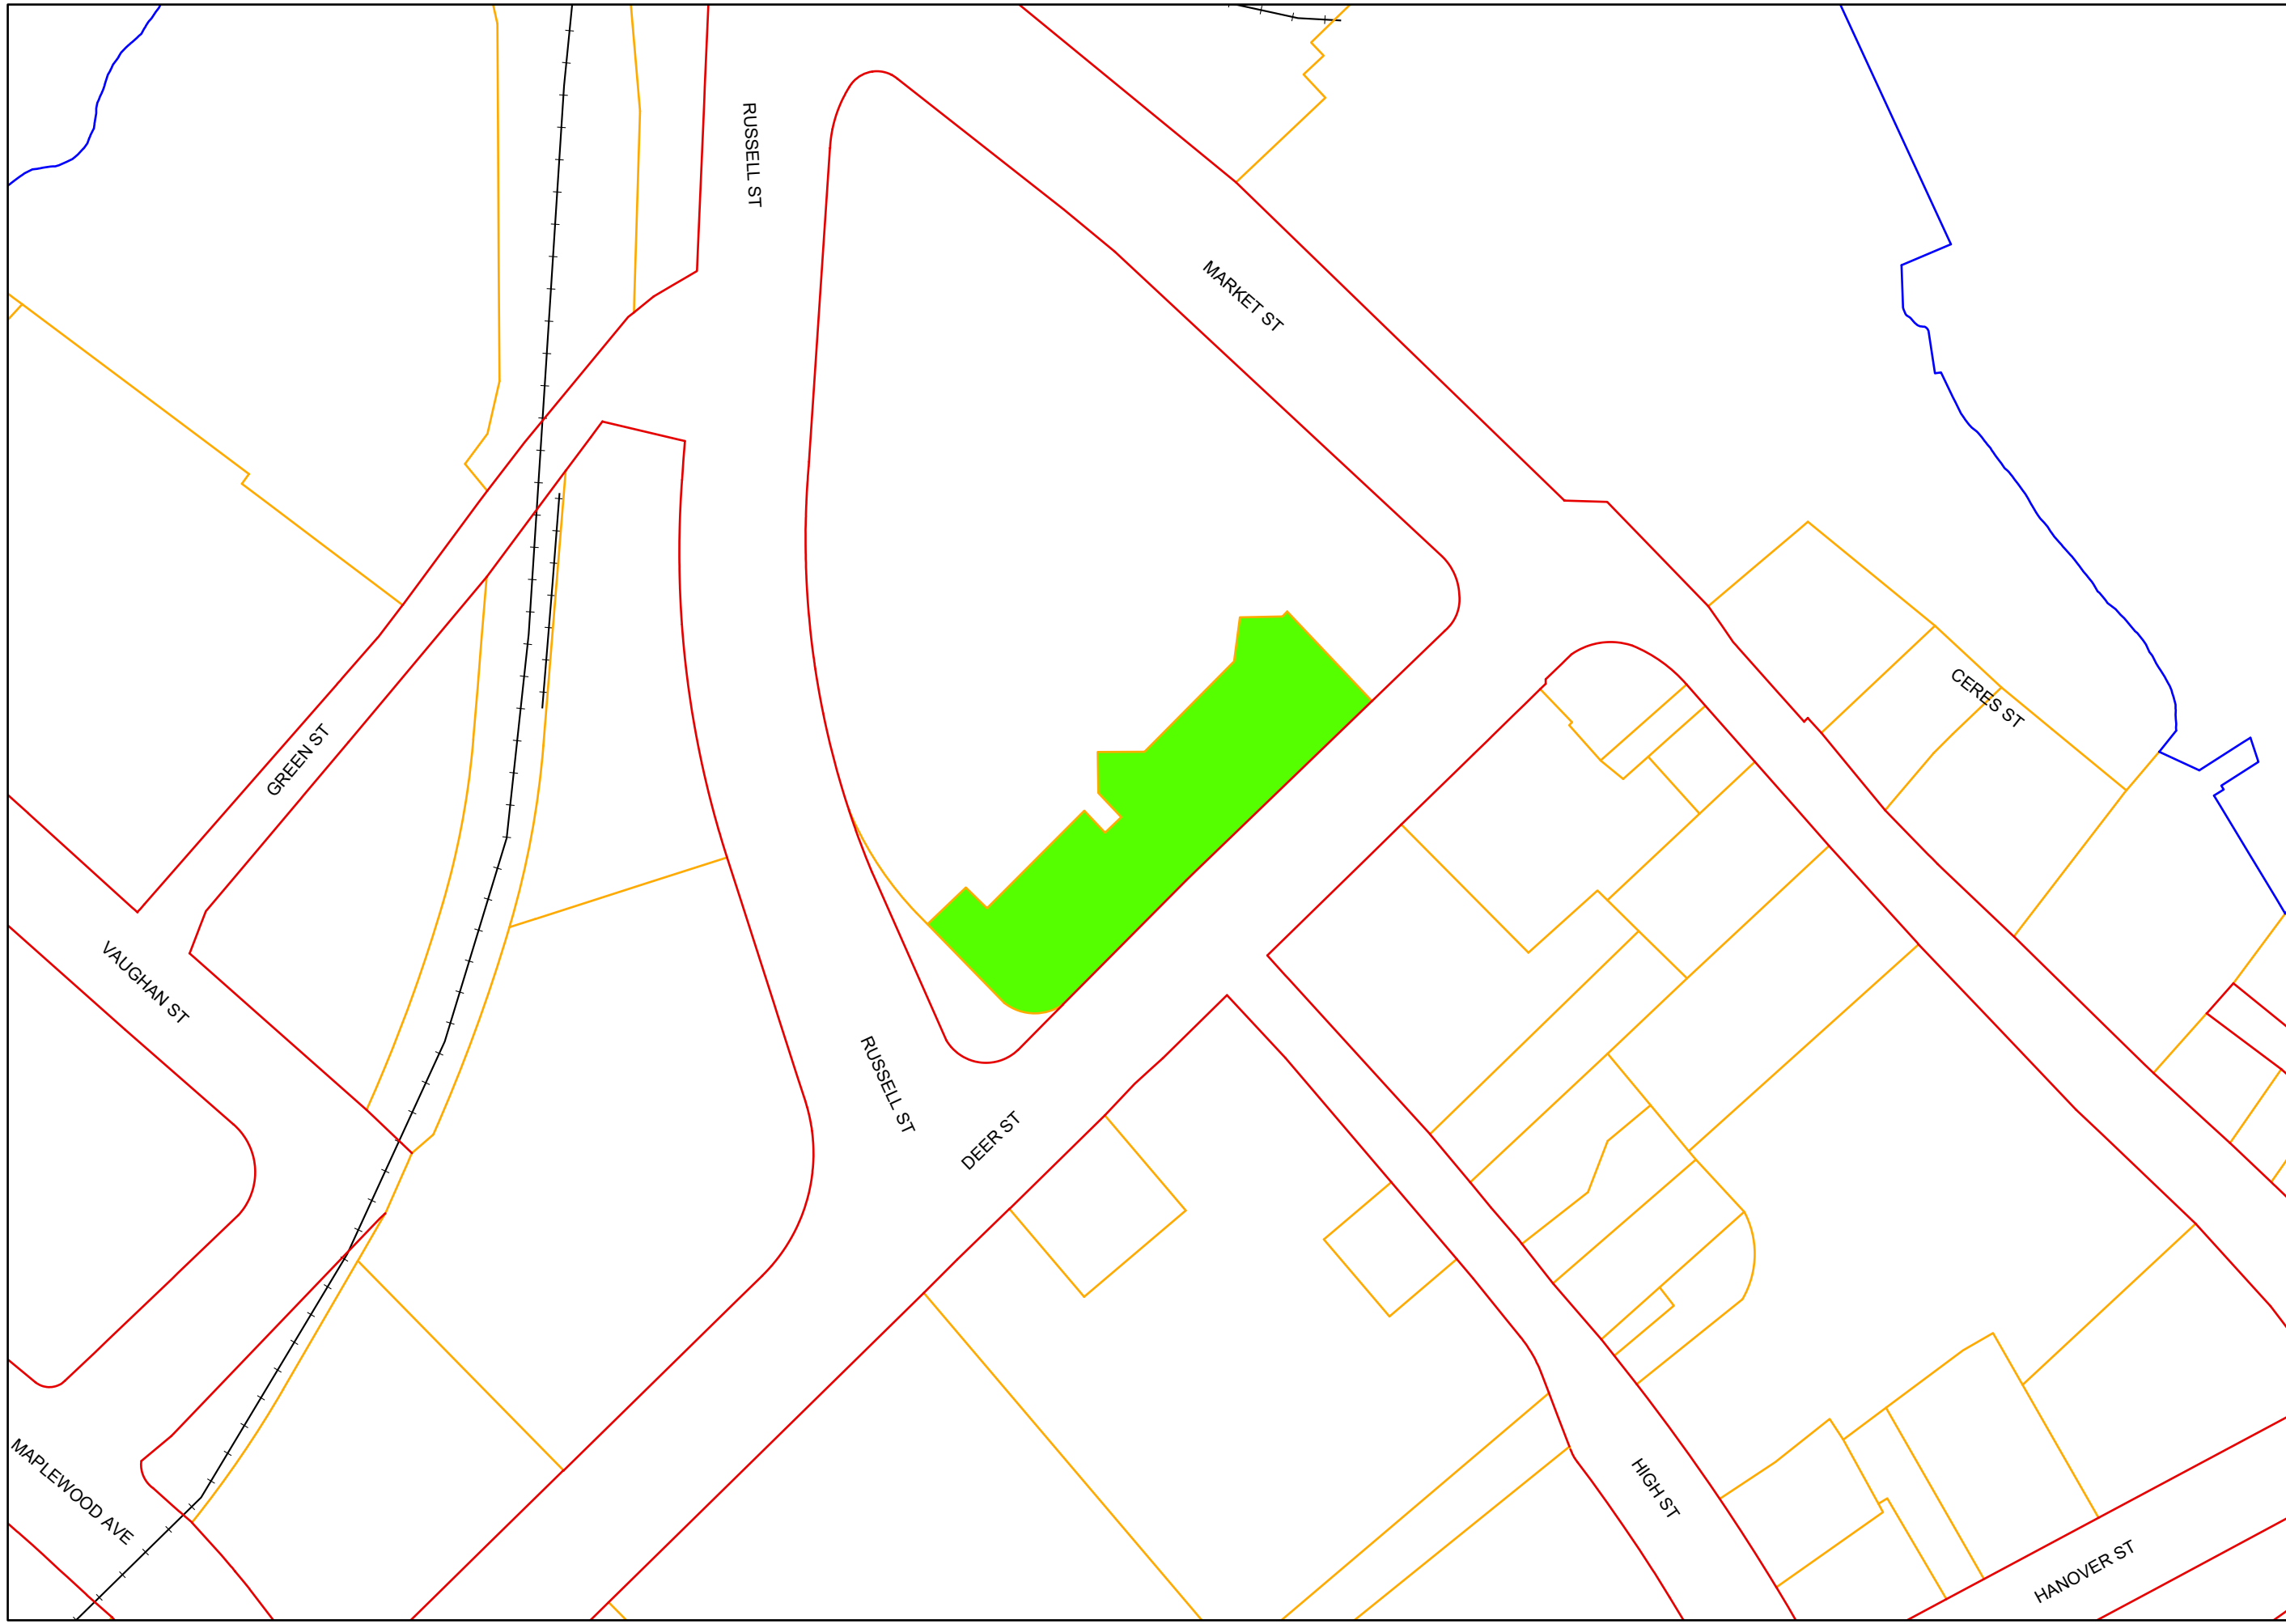 RUSSELL ST
MARKET ST
CERES ST
GREEN ST
VAUGHAN ST
RUSSELL ST
DEER ST
MAPLEWOOD AVE
HIGH ST
HANOVER ST